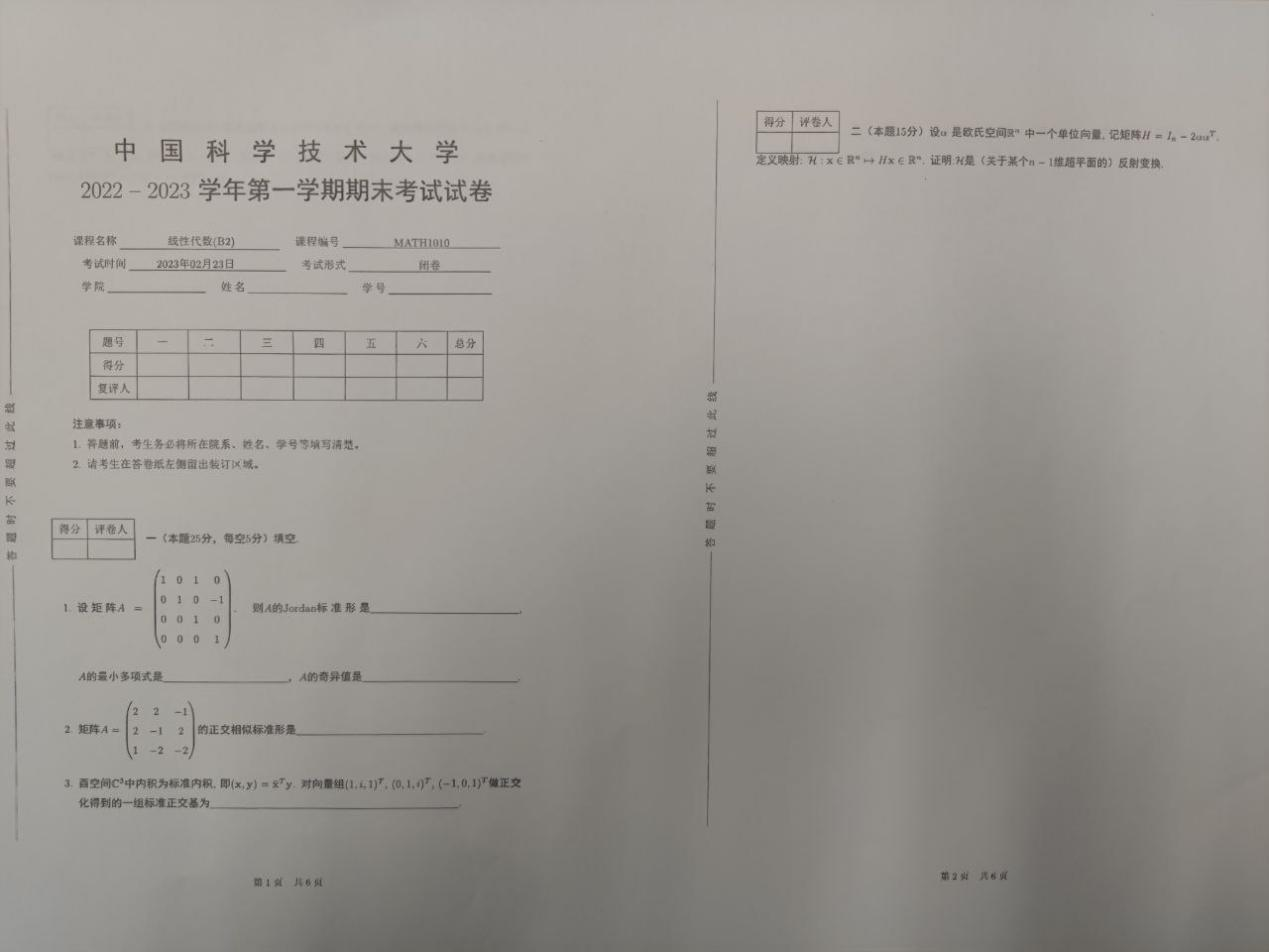 中 国 科 学 技 术 大 学
2022 – 2023 学年第一学期期末考试试卷
课程名称 线性代数(B2) 课程编号 MATH1010
考试时间 2023年02月23日 考试形式 闭卷
学院 姓名 学号
题号 一 二 三 四 五 六 总分
得分
复评人
注意事项：
1. 答题前，考生务必将所在院系、姓名、学号等填写清楚。
2. 请考生在答卷纸左侧留出装订区域。
得分 评卷人
一（本题25分，每空5分）填空.
1. 设矩阵A = \begin{pmatrix} 1 & 0 & 1 & 0 \\ 0 & 1 & 0 & -1 \\ 0 & 0 & 1 & 0 \\ 0 & 0 & 0 & 1 \end{pmatrix}. 则A的Jordan标准形是,
A的最小多项式是, A的奇异值是.
2. 矩阵A = \begin{pmatrix} 2 & 2 & -1 \\ 2 & -1 & 2 \\ 1 & -2 & -2 \end{pmatrix} 的正交相似标准形是.
3. 酉空间C³中内积为标准内积, 即(x, y) = x̄ᵀy. 对向量组(1, i, 1)ᵀ, (0, 1, i)ᵀ, (−1, 0, 1)ᵀ做正交
化得到的一组标准正交基为.
第 1 页 共 6 页
答 题 时 不 要 超 过 此 线
得分 评卷人
二（本题15分）设α 是欧氏空间ℝⁿ 中一个单位向量, 记矩阵H = Iₙ − 2ααᵀ.
定义映射: ℋ : x ∈ ℝⁿ ↦ Hx ∈ ℝⁿ. 证明:ℋ是（关于某个n − 1维超平面的）反射变换.
第 2 页 共 6 页
答 题 时 不 要 超 过 此 线